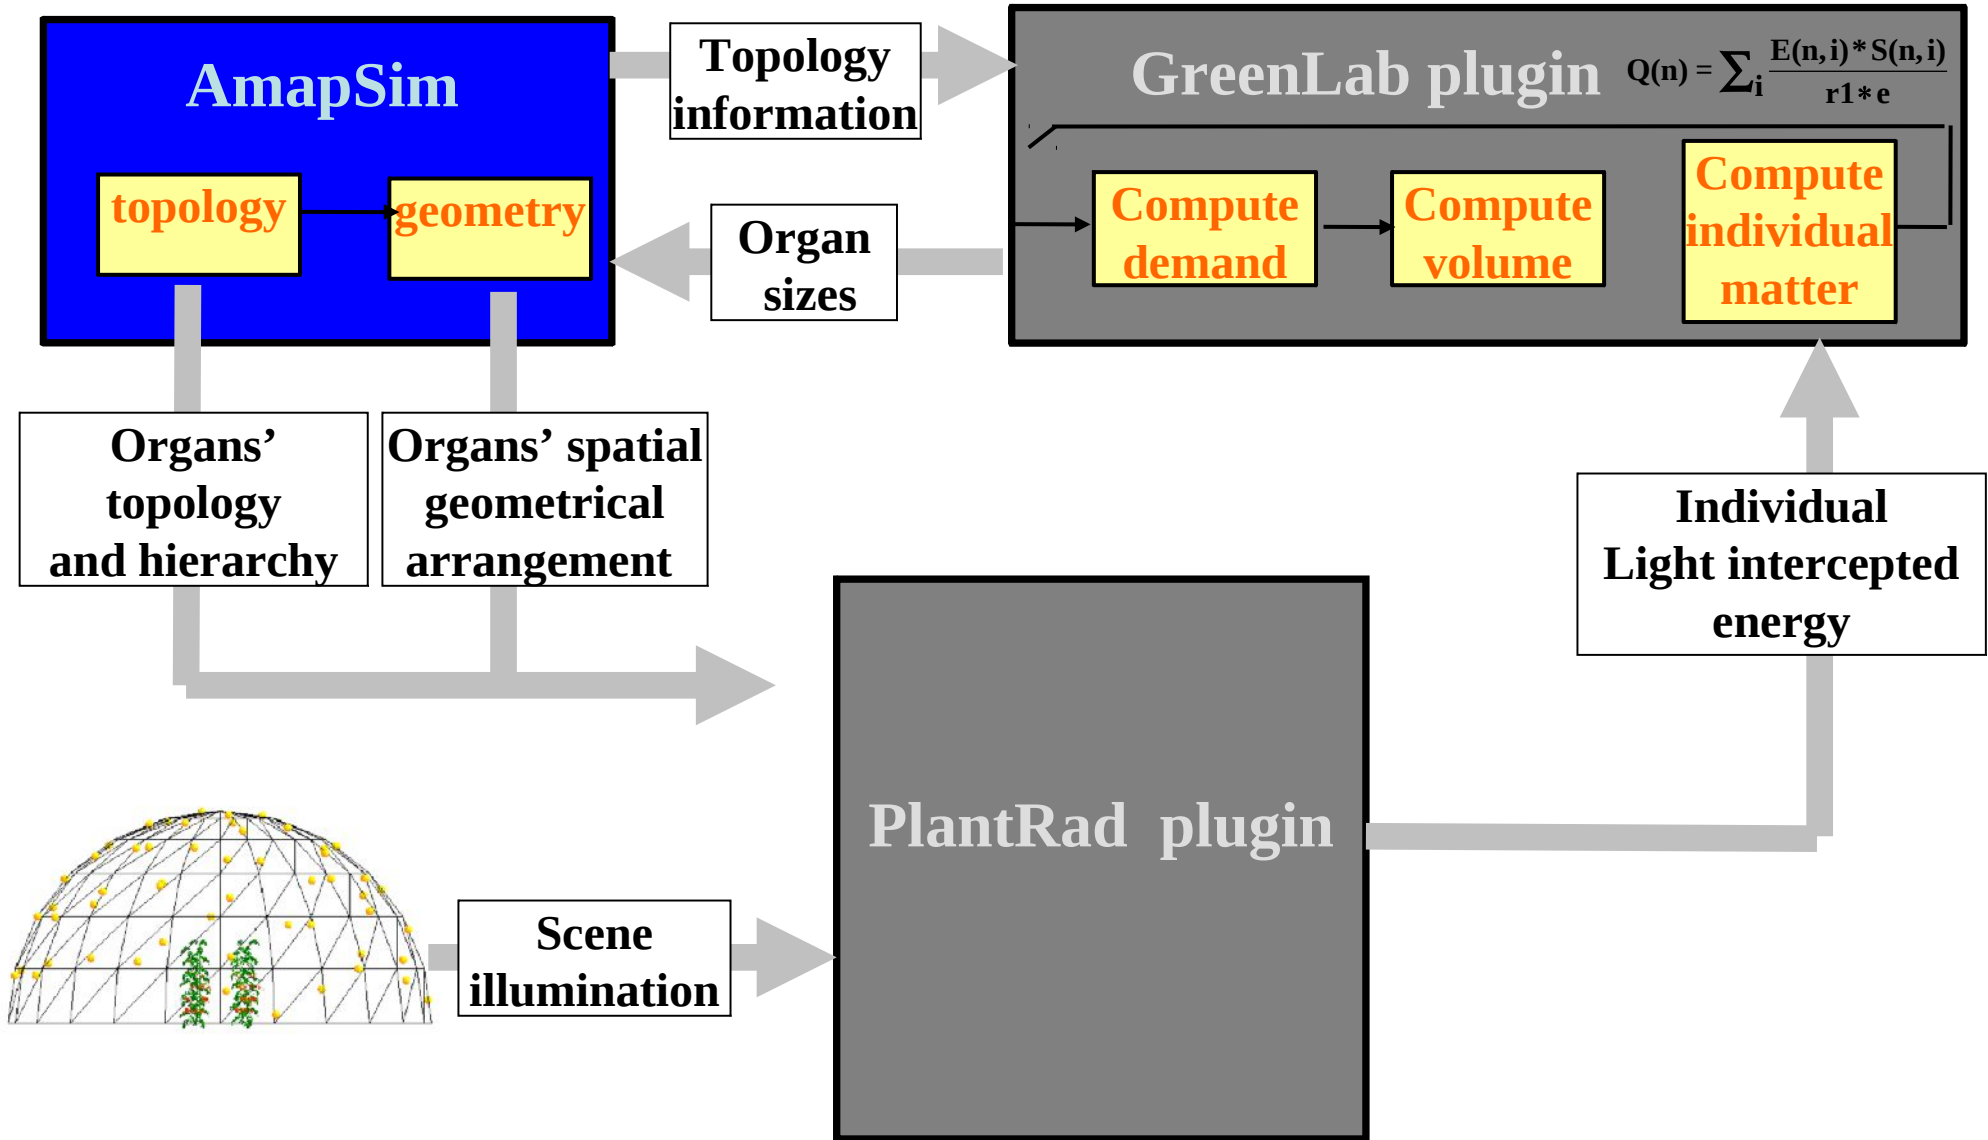 AmapSim
topology
geometry
Topology
information
Organ
sizes
GreenLab plugin
Q(n) = ∑i E(n,i)*S(n,i) / r1*e
Compute
demand
Compute
volume
Compute
individual
matter
Organs’
topology
and hierarchy
Organs’ spatial
geometrical
arrangement
Individual
Light intercepted
energy
PlantRad plugin
Scene
illumination